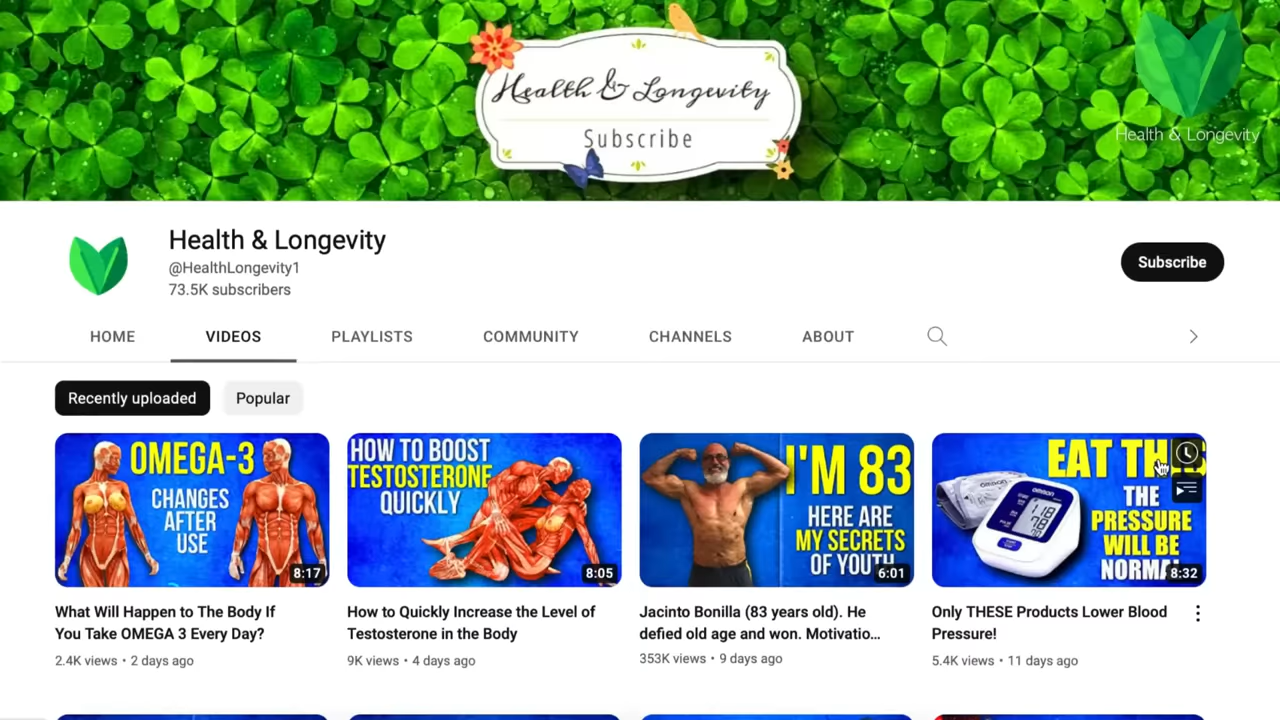 Health & Longevity
Subscribe
Health & Longevity
Health & Longevity
@HealthLongevity1
73.5K subscribers
Subscribe
HOME
VIDEOS
PLAYLISTS
COMMUNITY
CHANNELS
ABOUT
Recently uploaded
Popular
OMEGA-3
CHANGES
AFTER
USE
8:17
HOW TO BOOST
TESTOSTERONE
QUICKLY
8:05
I'M 83
HERE ARE
MY SECRETS
OF YOUTH
6:01
EAT THIS
THE
PRESSURE
WILL BE
NORMAL
OMRON
118
78
8:32
What Will Happen to The Body If
You Take OMEGA 3 Every Day?
2.4K views • 2 days ago
How to Quickly Increase the Level of
Testosterone in the Body
9K views • 4 days ago
Jacinto Bonilla (83 years old). He
defied old age and won. Motivatio...
353K views • 9 days ago
Only THESE Products Lower Blood
Pressure!
5.4K views • 11 days ago